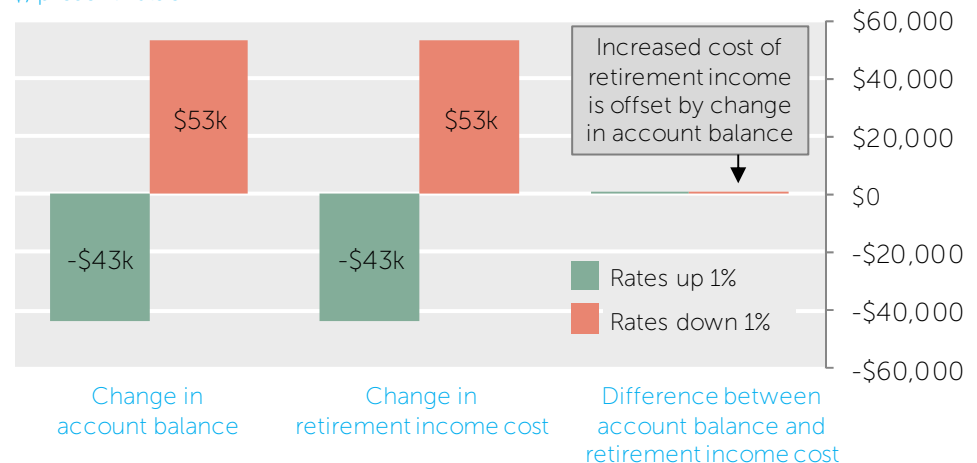 $60,000
Increased cost of
retirement income
is offset by change
in account balance
$40,000
$20,000
$0
-$20,000
-$40,000
-$60,000
$53k
$53k
-$43k
-$43k
Rates up 1%
Rates down 1%
Change in
account balance
Change in
retirement income cost
Difference between
account balance and
retirement income cost